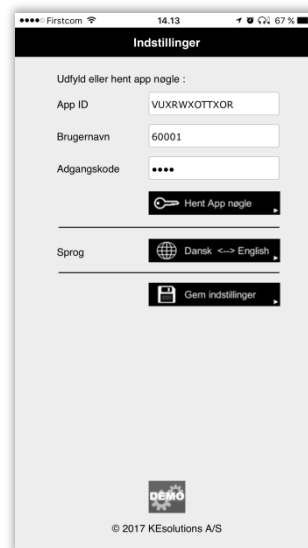 Firstcom 14.13 67 %
Indstillinger
Udfyld eller hent app nøgle :
App ID VUXRWXOTTXOR
Brugernavn 60001
Adgangskode ••••
Hent App nøgle
Sprog Dansk <--> English
Gem indstillinger
DEMO
© 2017 KEsolutions A/S